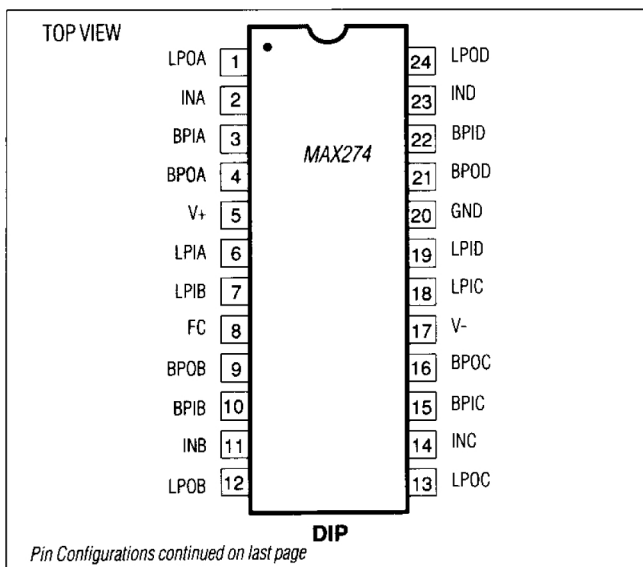 TOP VIEW
LPOA 1
INA 2
BPIA 3
BPOA 4
V+ 5
LPIA 6
LPIB 7
FC 8
BPOB 9
BPIB 10
INB 11
LPOB 12
MAX274
24 LPOD
23 IND
22 BPID
21 BPOD
20 GND
19 LPID
18 LPIC
17 V-
16 BPOC
15 BPIC
14 INC
13 LPOC
DIP
Pin Configurations continued on last page